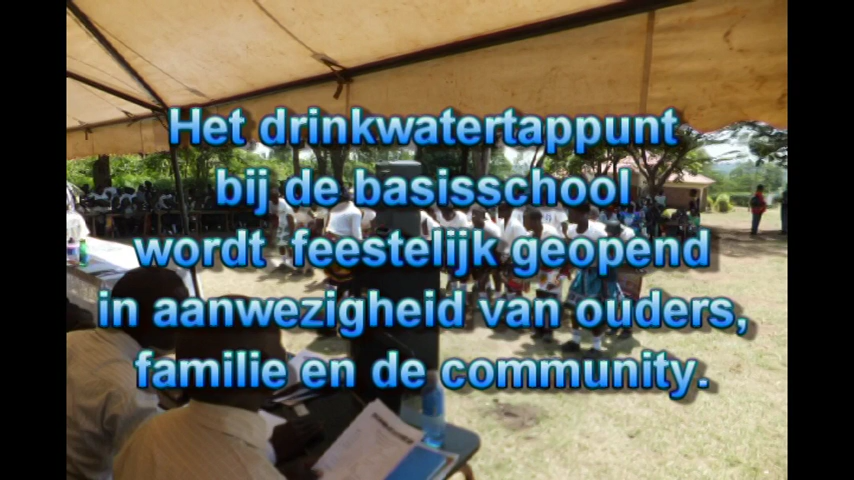 Het drinkwatertappunt
bij de basisschool
wordt feestelijk geopend
in aanwezigheid van ouders,
familie en de community.